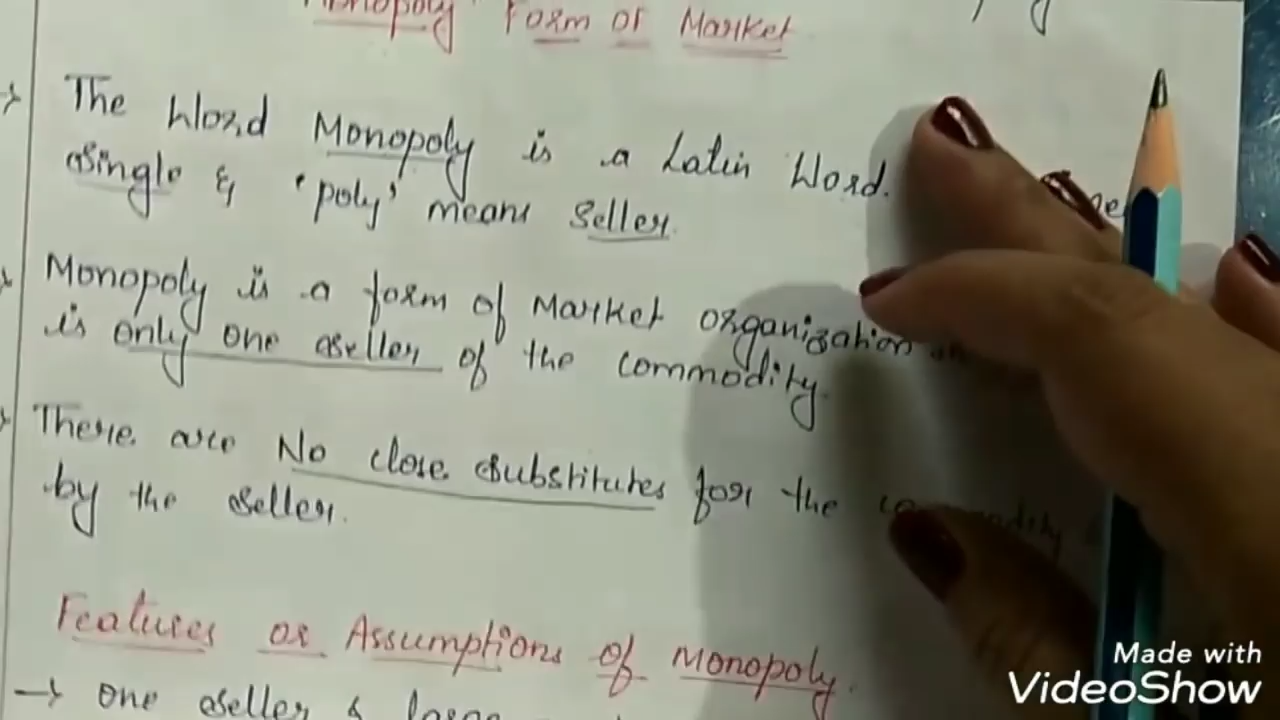 Monopoly Form of Market
The Word Monopoly is a Latin Word.
single & 'poly' means seller.
Monopoly is a form of Market organization
is only one seller of the commodity.
There are No close substitutes for the commodity
by the seller.
Features or Assumptions of Monopoly.
→ one seller &
Made with
VideoShow